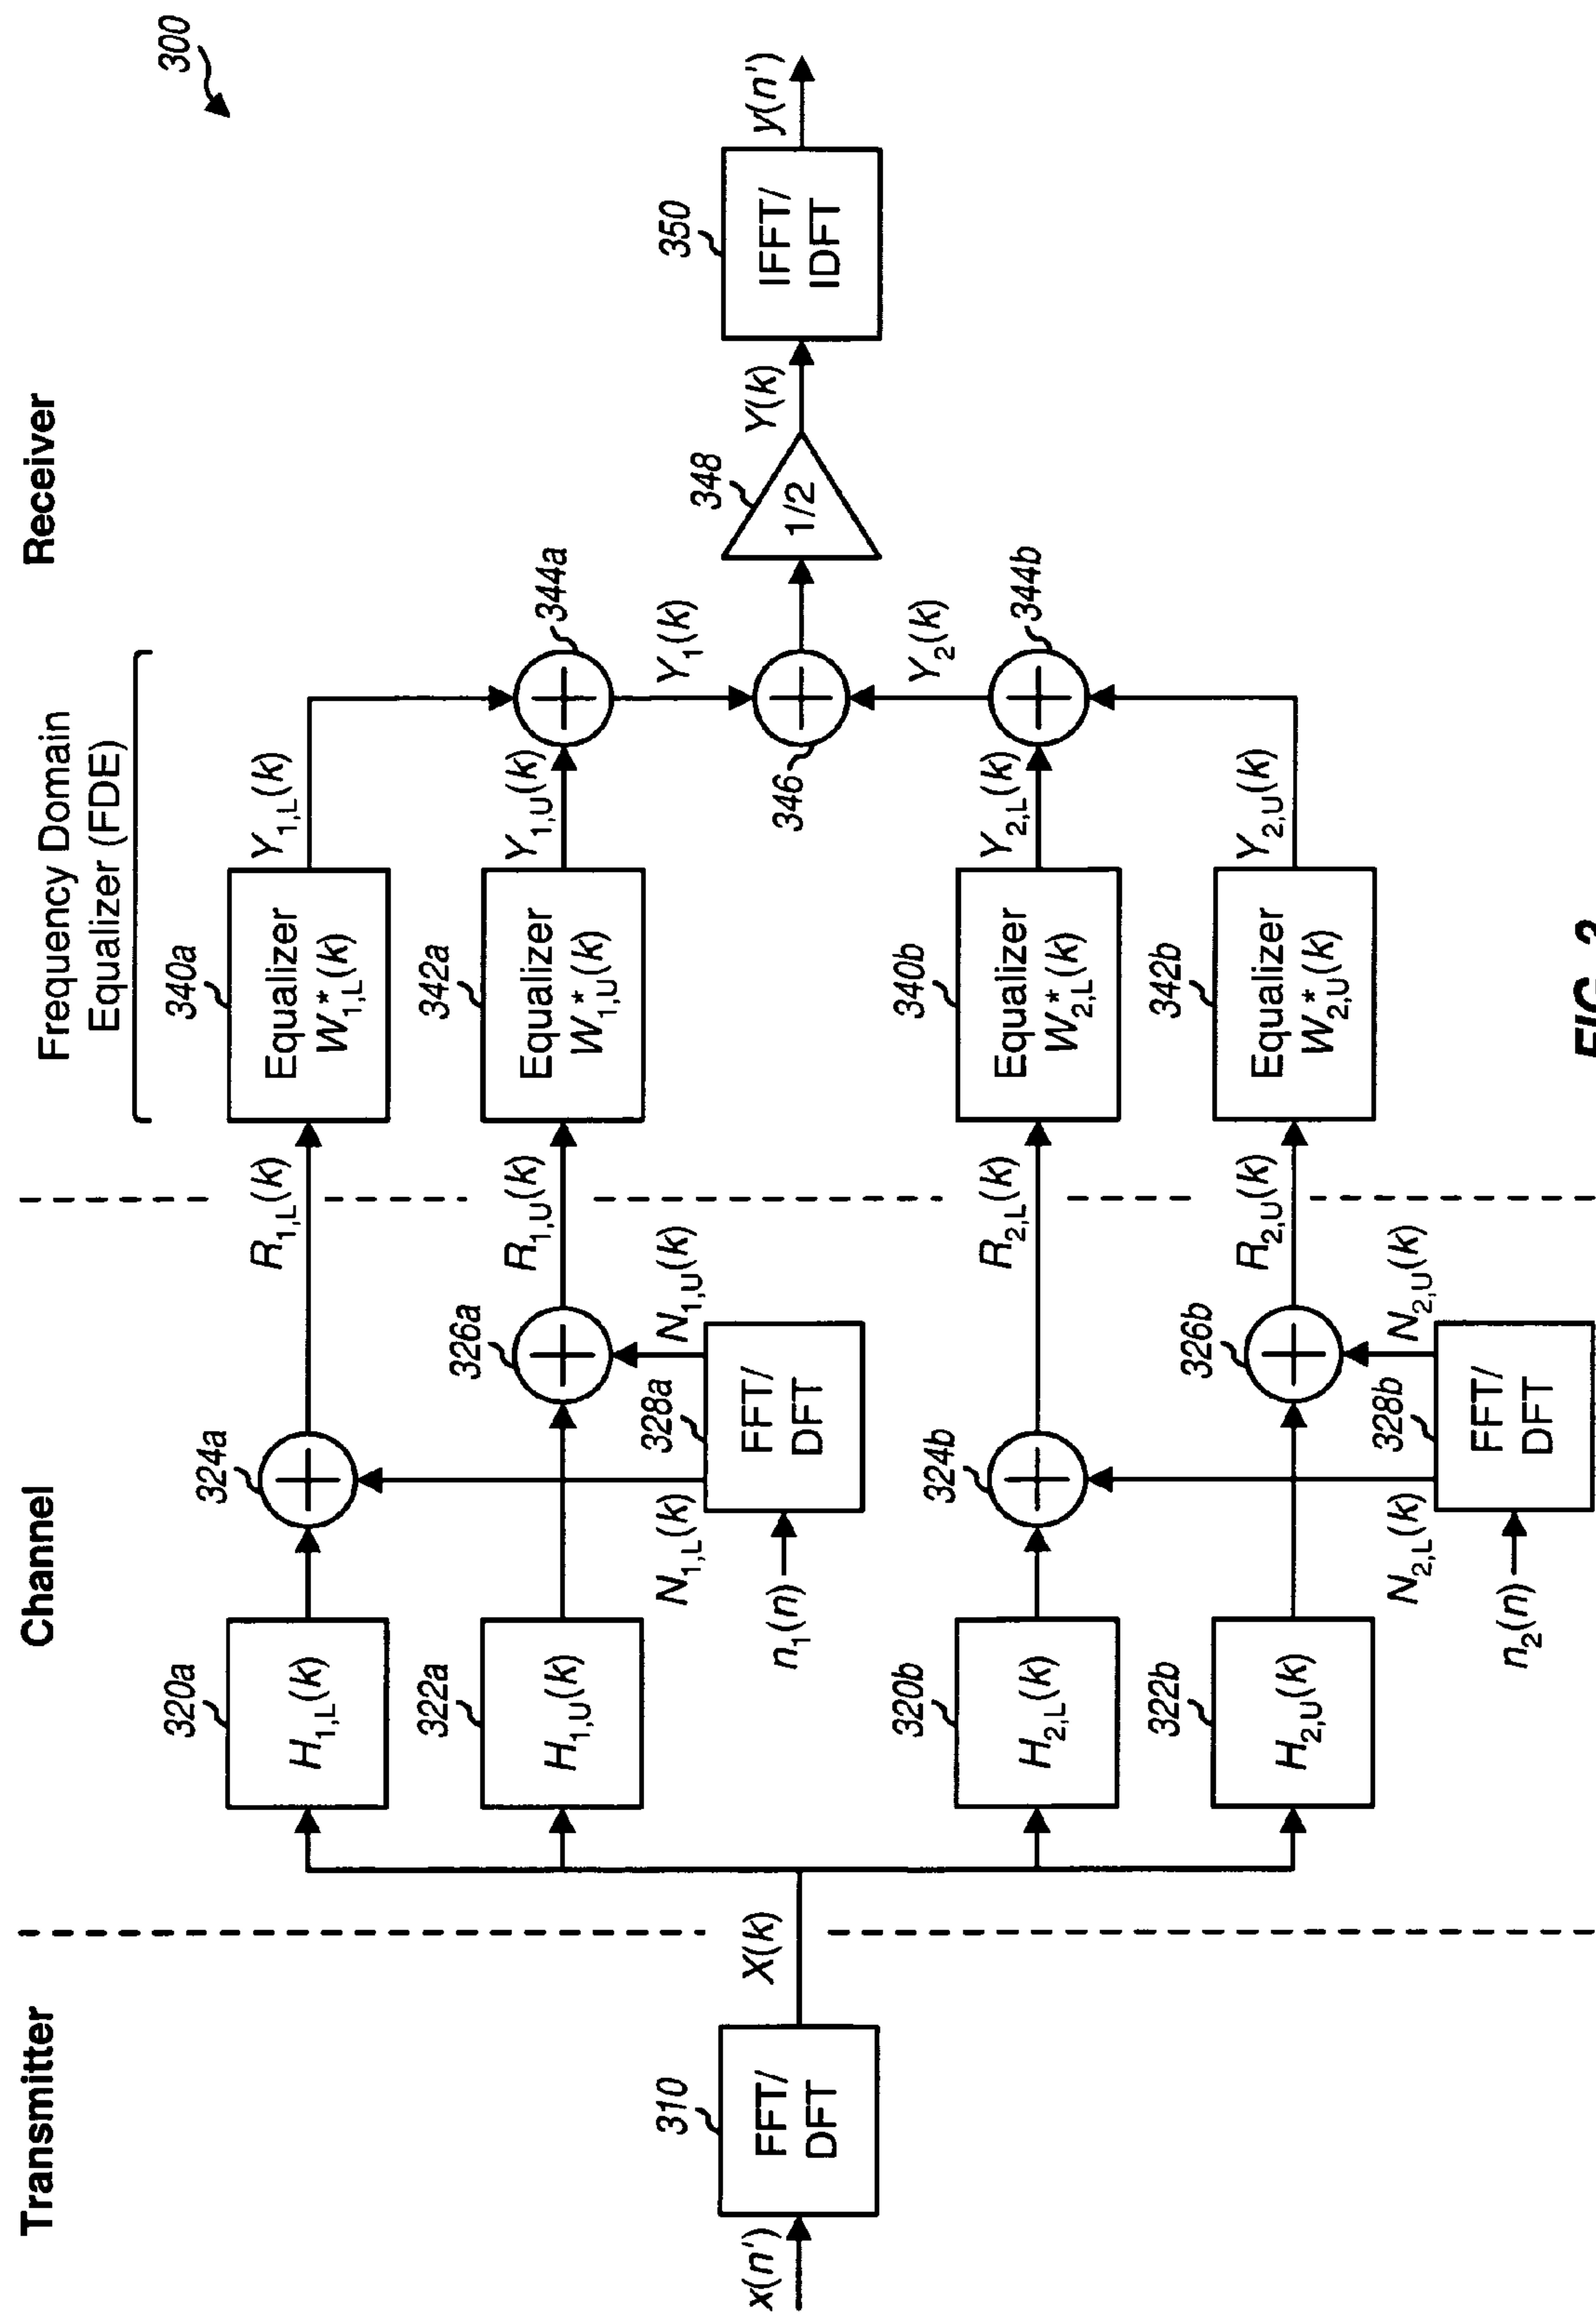 300
Transmitter
Channel
Receiver
Frequency Domain
Equalizer (FDE)
x(n')
310
FFT/
DFT
X(k)
320a
H1,L(k)
324a
R1,L(k)
340a
Equalizer
W*1,L(k)
Y1,L(k)
322a
H1,U(k)
326a
R1,U(k)
342a
Equalizer
W*1,U(k)
Y1,U(k)
344a
n1(n)
N1,L(k)
328a
FFT/
DFT
N1,U(k)
Y1(k)
346
348
1/2
Y(k)
350
IFFT/
IDFT
y(n')
Y2(k)
320b
H2,L(k)
324b
R2,L(k)
340b
Equalizer
W*2,L(k)
Y2,L(k)
344b
322b
H2,U(k)
326b
R2,U(k)
342b
Equalizer
W*2,U(k)
Y2,U(k)
n2(n)
N2,L(k)
328b
FFT/
DFT
N2,U(k)
FIG.